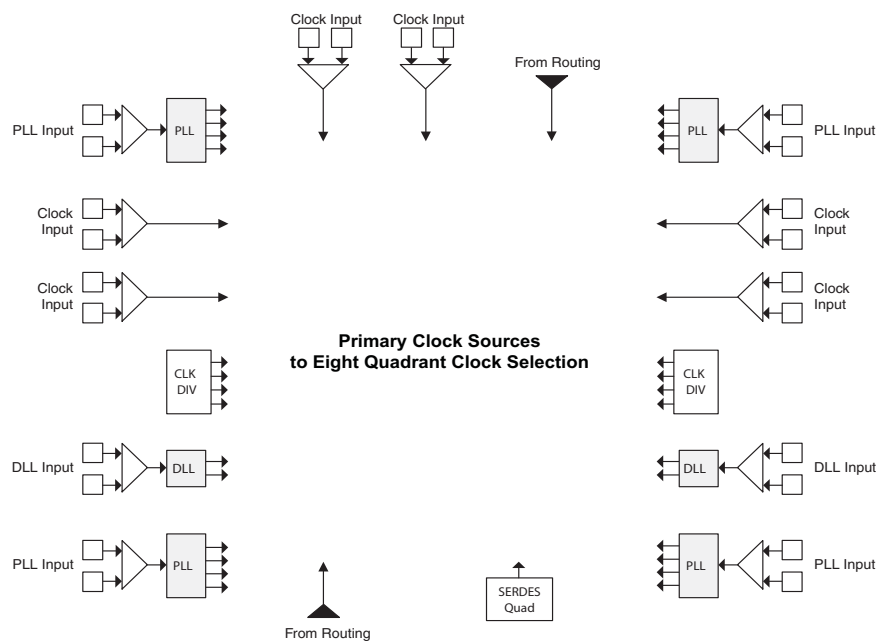 Clock Input
Clock Input
From Routing
PLL Input
PLL
PLL
PLL Input
Clock
Input
Clock
Input
Clock
Input
Clock
Input
Primary Clock Sources
to Eight Quadrant Clock Selection
CLK
DIV
CLK
DIV
DLL Input
DLL
DLL
DLL Input
PLL Input
PLL
PLL
PLL Input
SERDES
Quad
From Routing